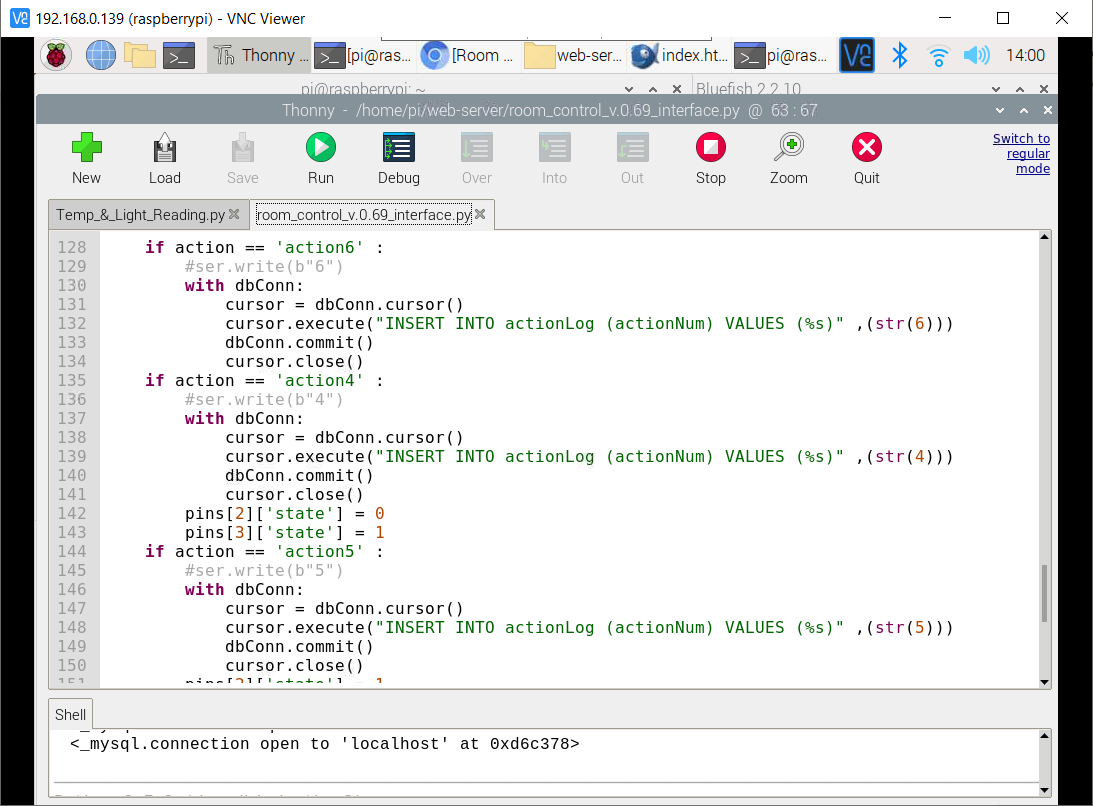 192.168.0.139 (raspberrypi) - VNC Viewer
Thonny ... [pi@ras... [Room ... web-ser... index.ht... pi@ras... 14:00
pi@raspberrypi: ~ Bluefish 2.2.10
Thonny - /home/pi/web-server/room_control_v.0.69_interface.py @ 63 : 67
New Load Save Run Debug Over Into Out Stop Zoom Quit
Switch to
regular
mode
Temp_&_Light_Reading.py room_control_v.0.69_interface.py
128 if action == 'action6' :
129 #ser.write(b"6")
130 with dbConn:
131 cursor = dbConn.cursor()
132 cursor.execute("INSERT INTO actionLog (actionNum) VALUES (%s)" ,(str(6)))
133 dbConn.commit()
134 cursor.close()
135 if action == 'action4' :
136 #ser.write(b"4")
137 with dbConn:
138 cursor = dbConn.cursor()
139 cursor.execute("INSERT INTO actionLog (actionNum) VALUES (%s)" ,(str(4)))
140 dbConn.commit()
141 cursor.close()
142 pins[2]['state'] = 0
143 pins[3]['state'] = 1
144 if action == 'action5' :
145 #ser.write(b"5")
146 with dbConn:
147 cursor = dbConn.cursor()
148 cursor.execute("INSERT INTO actionLog (actionNum) VALUES (%s)" ,(str(5)))
149 dbConn.commit()
150 cursor.close()
Shell
<_mysql.connection open to 'localhost' at 0xd6c378>